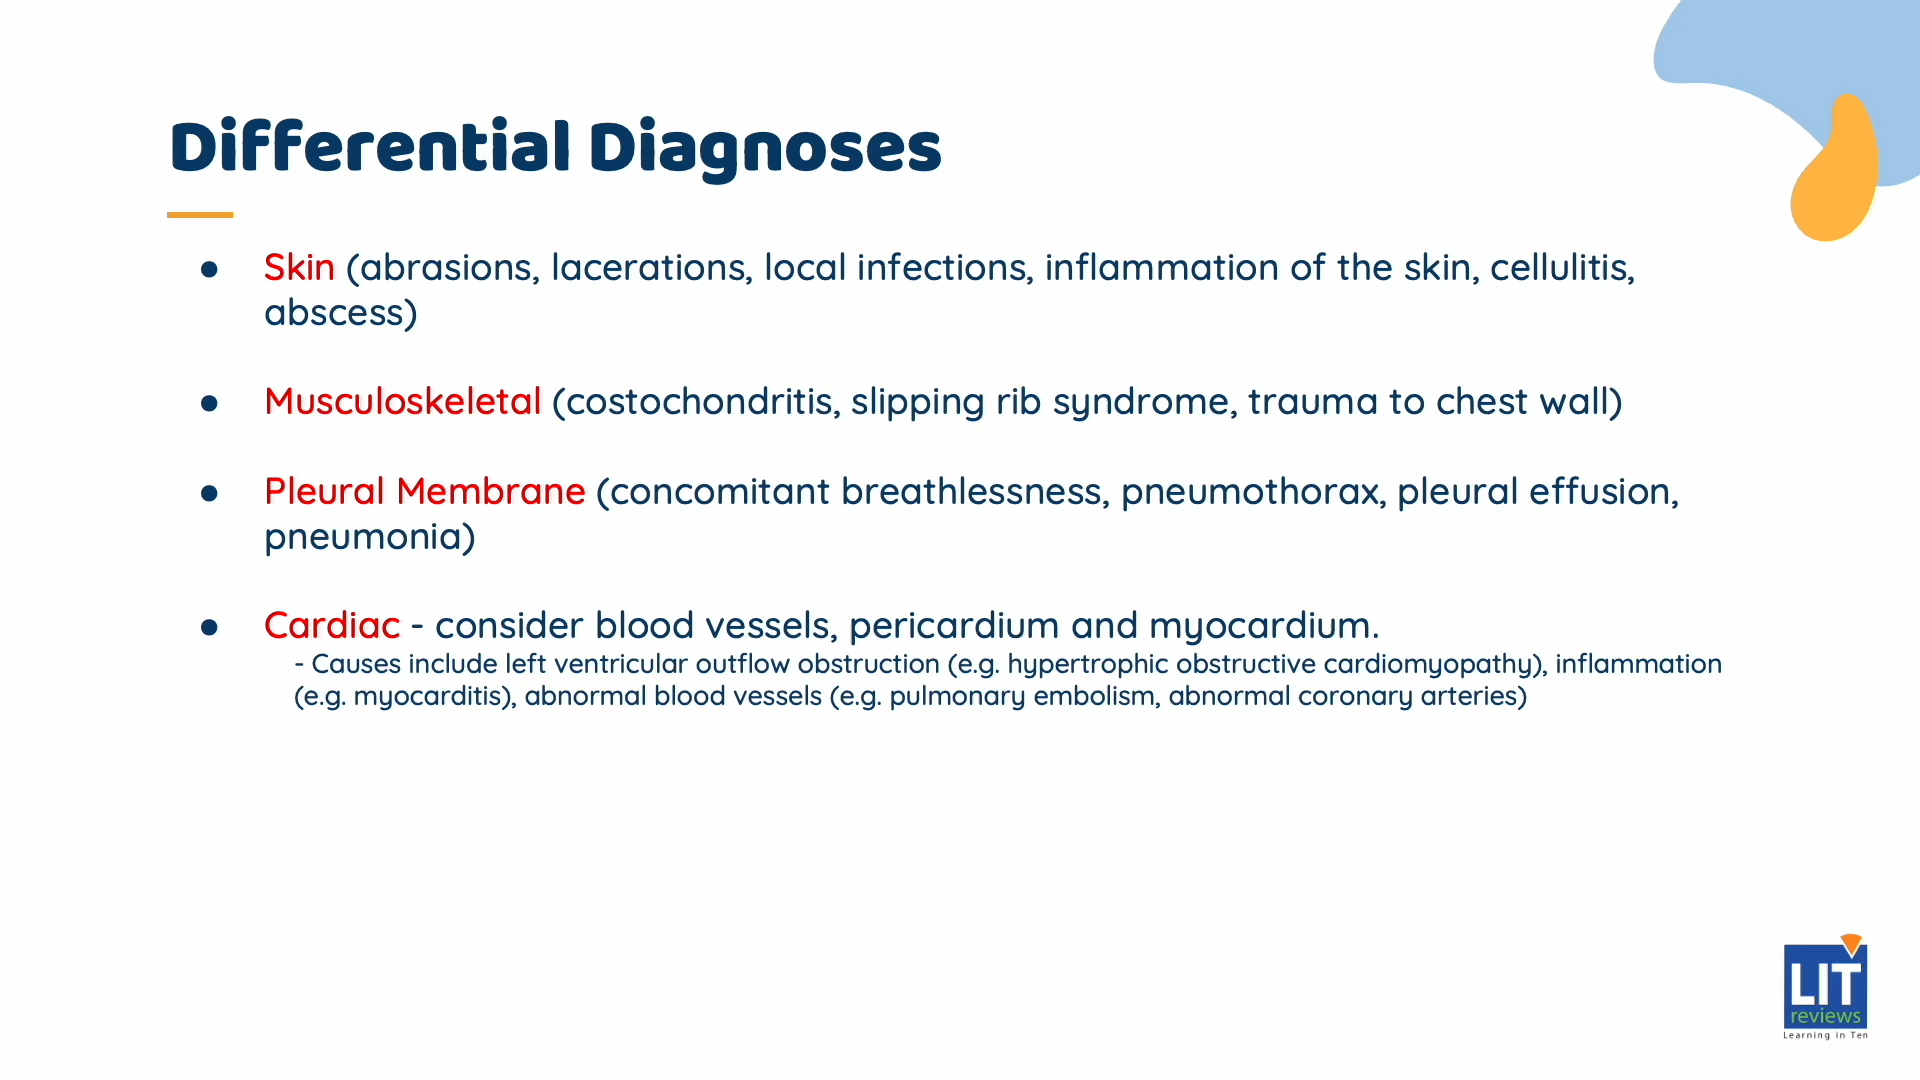 Differential Diagnoses
● Skin (abrasions, lacerations, local infections, inflammation of the skin, cellulitis,
abscess)
● Musculoskeletal (costochondritis, slipping rib syndrome, trauma to chest wall)
● Pleural Membrane (concomitant breathlessness, pneumothorax, pleural effusion,
pneumonia)
● Cardiac - consider blood vessels, pericardium and myocardium.
- Causes include left ventricular outflow obstruction (e.g. hypertrophic obstructive cardiomyopathy), inflammation
(e.g. myocarditis), abnormal blood vessels (e.g. pulmonary embolism, abnormal coronary arteries)
LIT
reviews
Learning in Ten